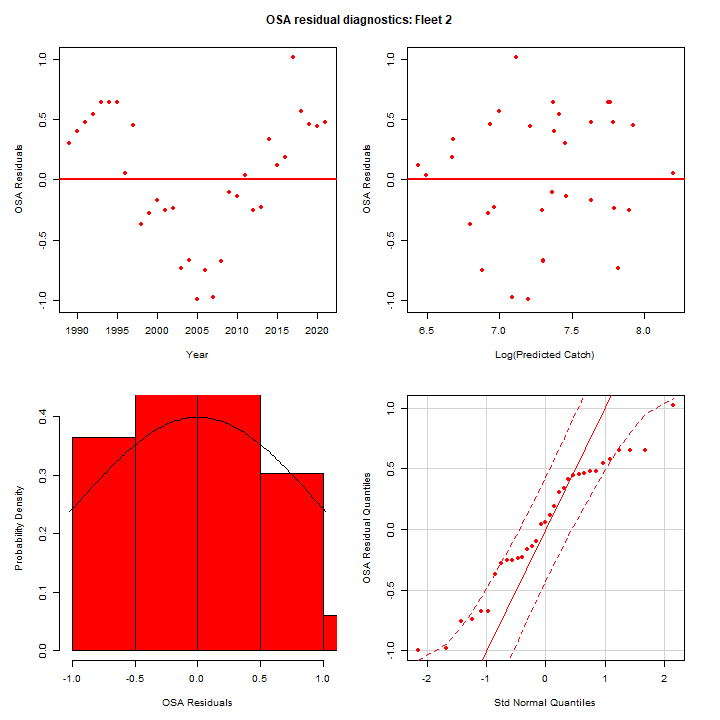 OSA residual diagnostics: Fleet 2
OSA Residuals
1.0
0.5
0.0
-0.5
-1.0
1990 1995 2000 2005 2010 2015 2020
Year
OSA Residuals
1.0
0.5
0.0
-0.5
-1.0
6.5 7.0 7.5 8.0
Log(Predicted Catch)
Probability Density
0.4
0.3
0.2
0.1
0.0
-1.0 -0.5 0.0 0.5 1.0
OSA Residuals
OSA Residual Quantiles
1.0
0.5
0.0
-0.5
-1.0
-2 -1 0 1 2
Std Normal Quantiles